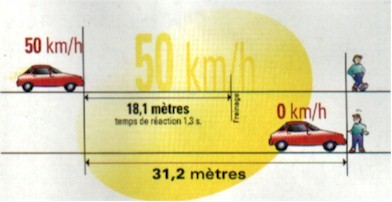 50 km/h
50 km/h
18,1 mètres
temps de réaction 1,3 s.
Freinage
0 km/h
31,2 mètres